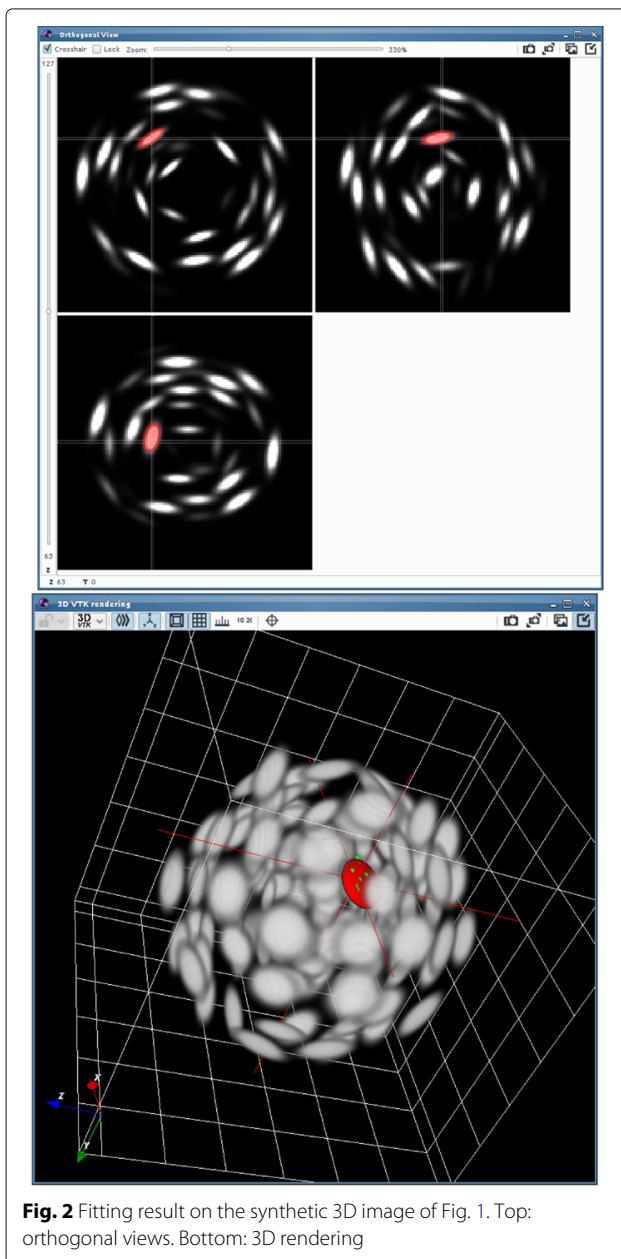 Orthogonal View
Crosshair Lock Zoom: 330%
127
63
z
Z 63 T 0
3D VTK rendering
3D VTK
10 20
X
Z
Y
Fig. 2 Fitting result on the synthetic 3D image of Fig. 1. Top:
orthogonal views. Bottom: 3D rendering